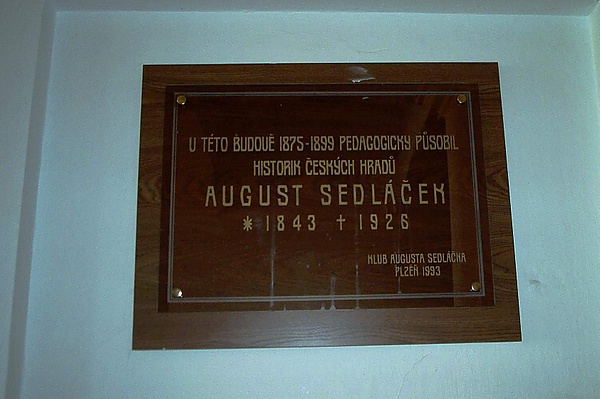 U TÉTO BUDOVĚ 1875-1899 PEDAGOGICKY PŮSOBIL
HISTORIK ČESKÝCH HRADŮ
AUGUST SEDLÁČEK
* 1843 † 1926
KLUB AUGUSTA SEDLÁČKA
PLZEŇ 1993